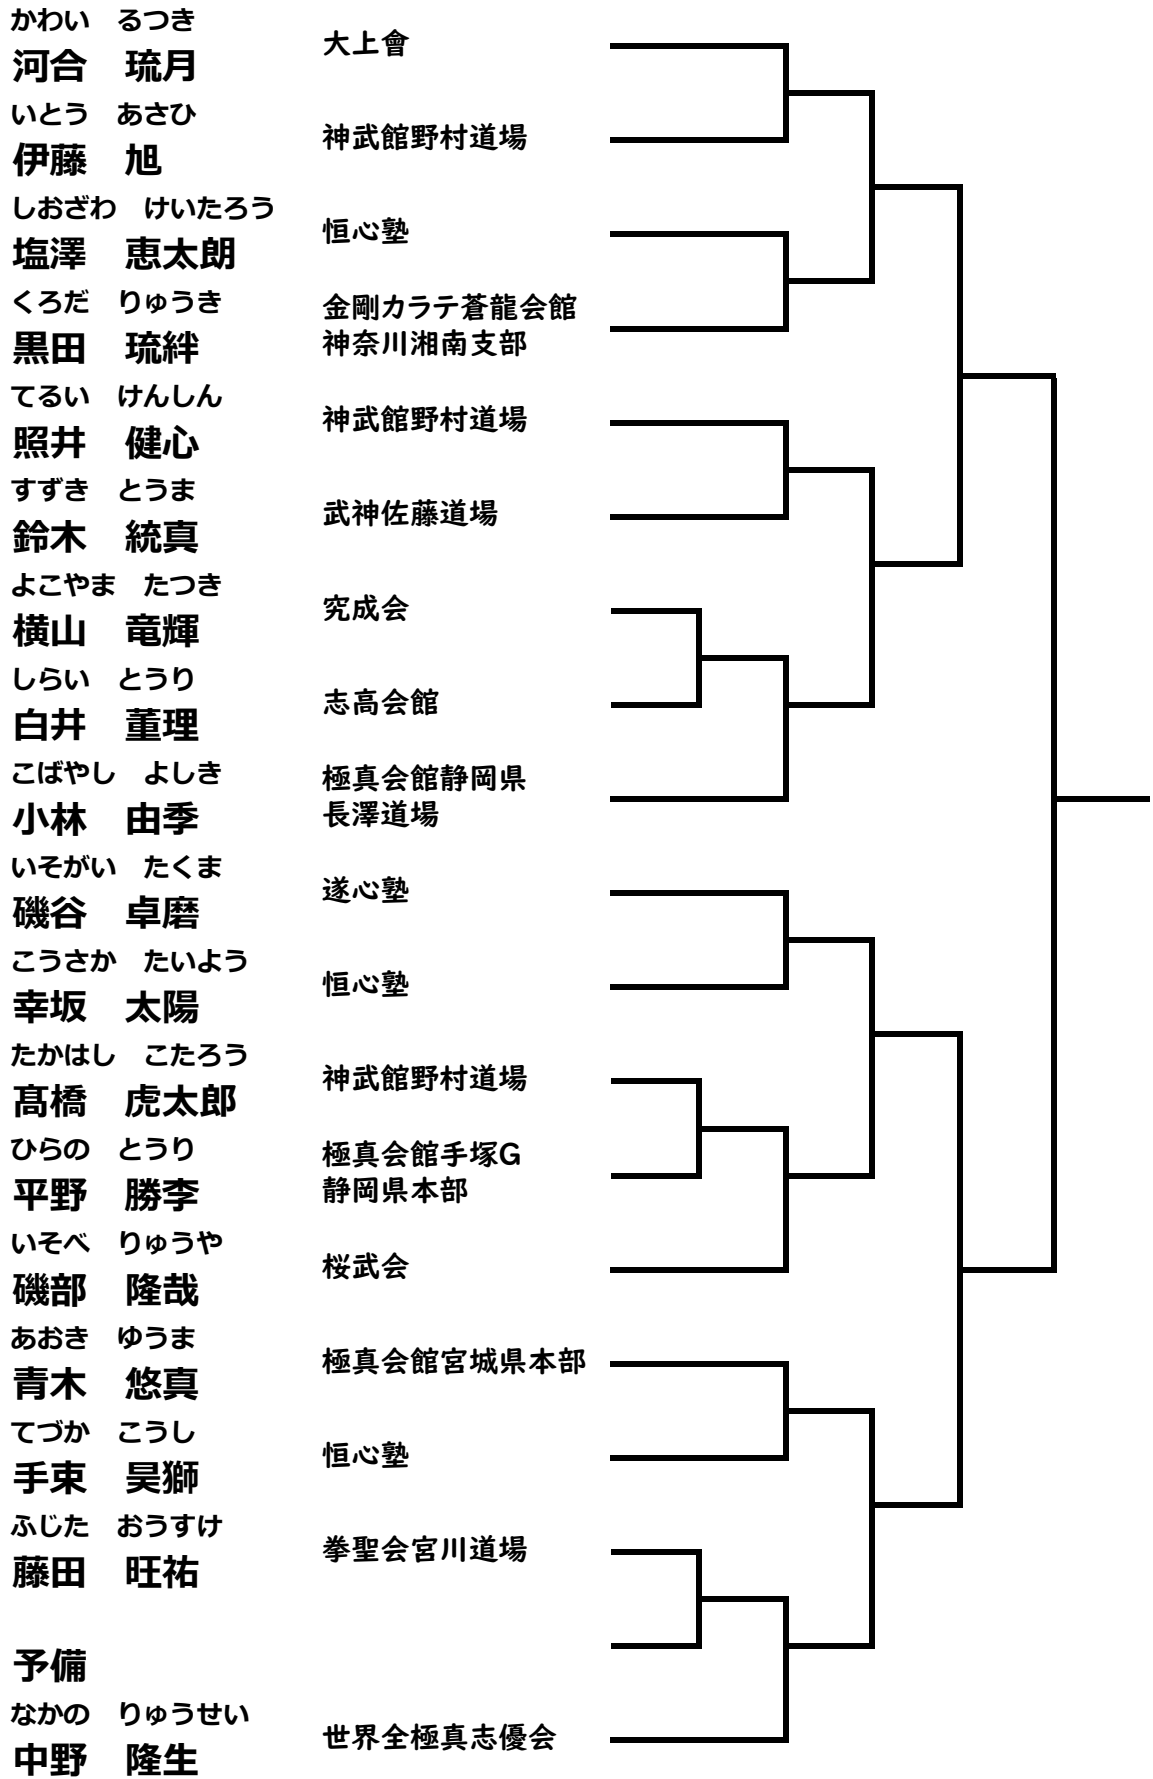 かわい　るつき
河合　琉月
大上會
いとう　あさひ
伊藤　旭
神武館野村道場
しおざわ　けいたろう
塩澤　恵太朗
恒心塾
くろだ　りゅうき
黒田　琉絆
金剛カラテ蒼龍会館
神奈川湘南支部
てるい　けんしん
照井　健心
神武館野村道場
すずき　とうま
鈴木　統真
武神佐藤道場
よこやま　たつき
横山　竜輝
究成会
しらい　とうり
白井　董理
志高会館
こばやし　よしき
小林　由季
極真会館静岡県
長澤道場
いそがい　たくま
磯谷　卓磨
遂心塾
こうさか　たいよう
幸坂　太陽
恒心塾
たかはし　こたろう
髙橋　虎太郎
神武館野村道場
ひらの　とうり
平野　勝李
極真会館手塚G
静岡県本部
いそべ　りゅうや
磯部　隆哉
桜武会
あおき　ゆうま
青木　悠真
極真会館宮城県本部
てづか　こうし
手束　昊獅
恒心塾
ふじた　おうすけ
藤田　旺祐
拳聖会宮川道場
予備
なかの　りゅうせい
中野　隆生
世界全極真志優会